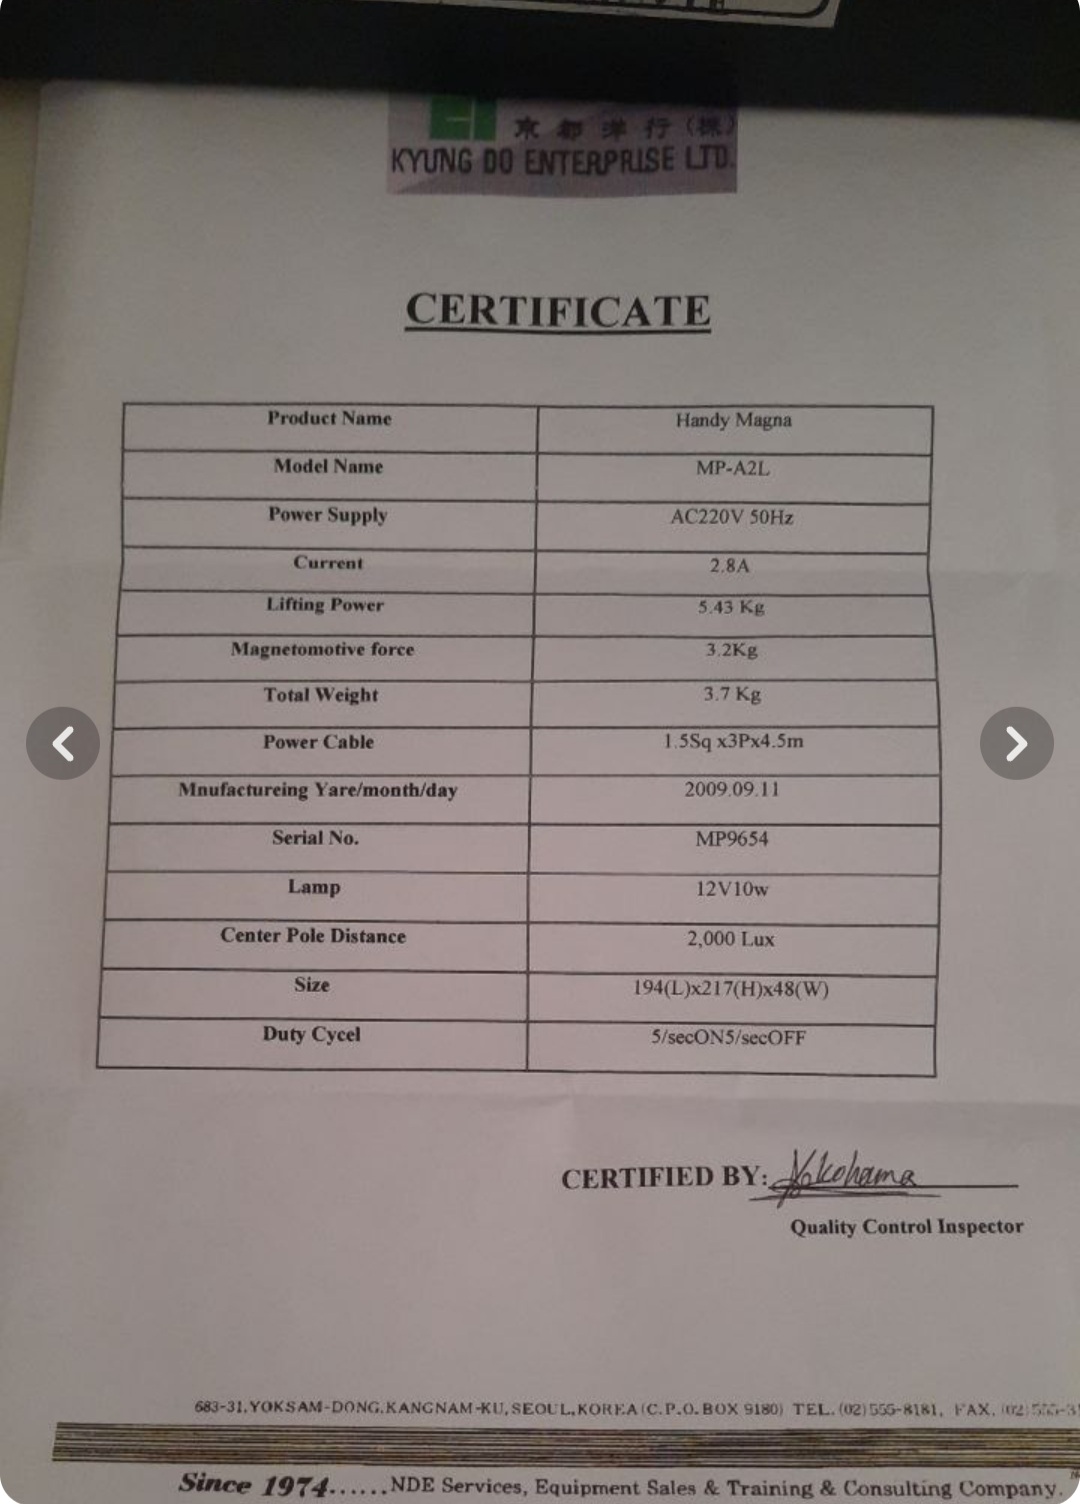 京都洋行(株)
KYUNG DO ENTERPRISE LTD.
CERTIFICATE
Product Name Handy Magna
Model Name MP-A2L
Power Supply AC220V 50Hz
Current 2.8A
Lifting Power 5.43 Kg
Magnetomotive force 3.2Kg
Total Weight 3.7 Kg
Power Cable 1.5Sq x3Px4.5m
Mnufactureing Yare/month/day 2009.09.11
Serial No. MP9654
Lamp 12V10w
Center Pole Distance 2,000 Lux
Size 194(L)x217(H)x48(W)
Duty Cycel 5/secON5/secOFF
CERTIFIED BY: Yokohama
Quality Control Inspector
683-31, YOKSAM-DONG, KANGNAM-KU, SEOUL, KOREA (C.P.O. BOX 9180) TEL. (02) 555-8181, FAX. (02)
Since 1974......NDE Services, Equipment Sales & Training & Consulting Company.